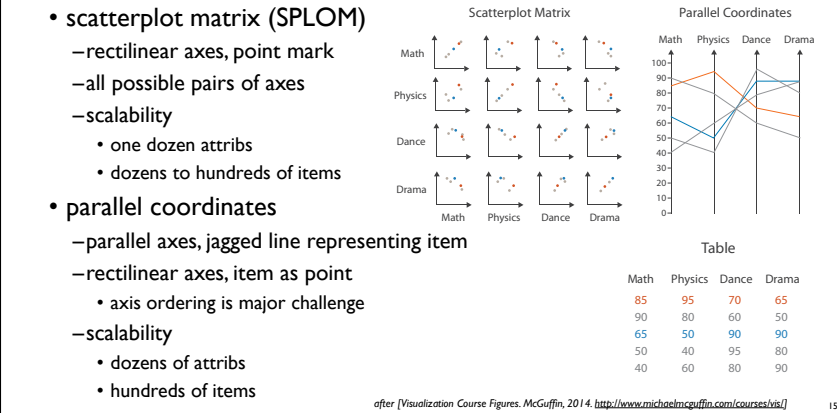 • scatterplot matrix (SPLOM)
–rectilinear axes, point mark
–all possible pairs of axes
–scalability
• one dozen attribs
• dozens to hundreds of items
• parallel coordinates
–parallel axes, jagged line representing item
–rectilinear axes, item as point
• axis ordering is major challenge
–scalability
• dozens of attribs
• hundreds of items
Scatterplot Matrix
Math
Physics
Dance
Drama
Math Physics Dance Drama
Parallel Coordinates
Math Physics Dance Drama
100
90
80
70
60
50
40
30
20
10
0
Table
Math Physics Dance Drama
85 95 70 65
90 80 60 50
65 50 90 90
50 40 95 80
40 60 80 90
after [Visualization Course Figures. McGuffin, 2014. http://www.michaelmcguffin.com/courses/vis/]
15